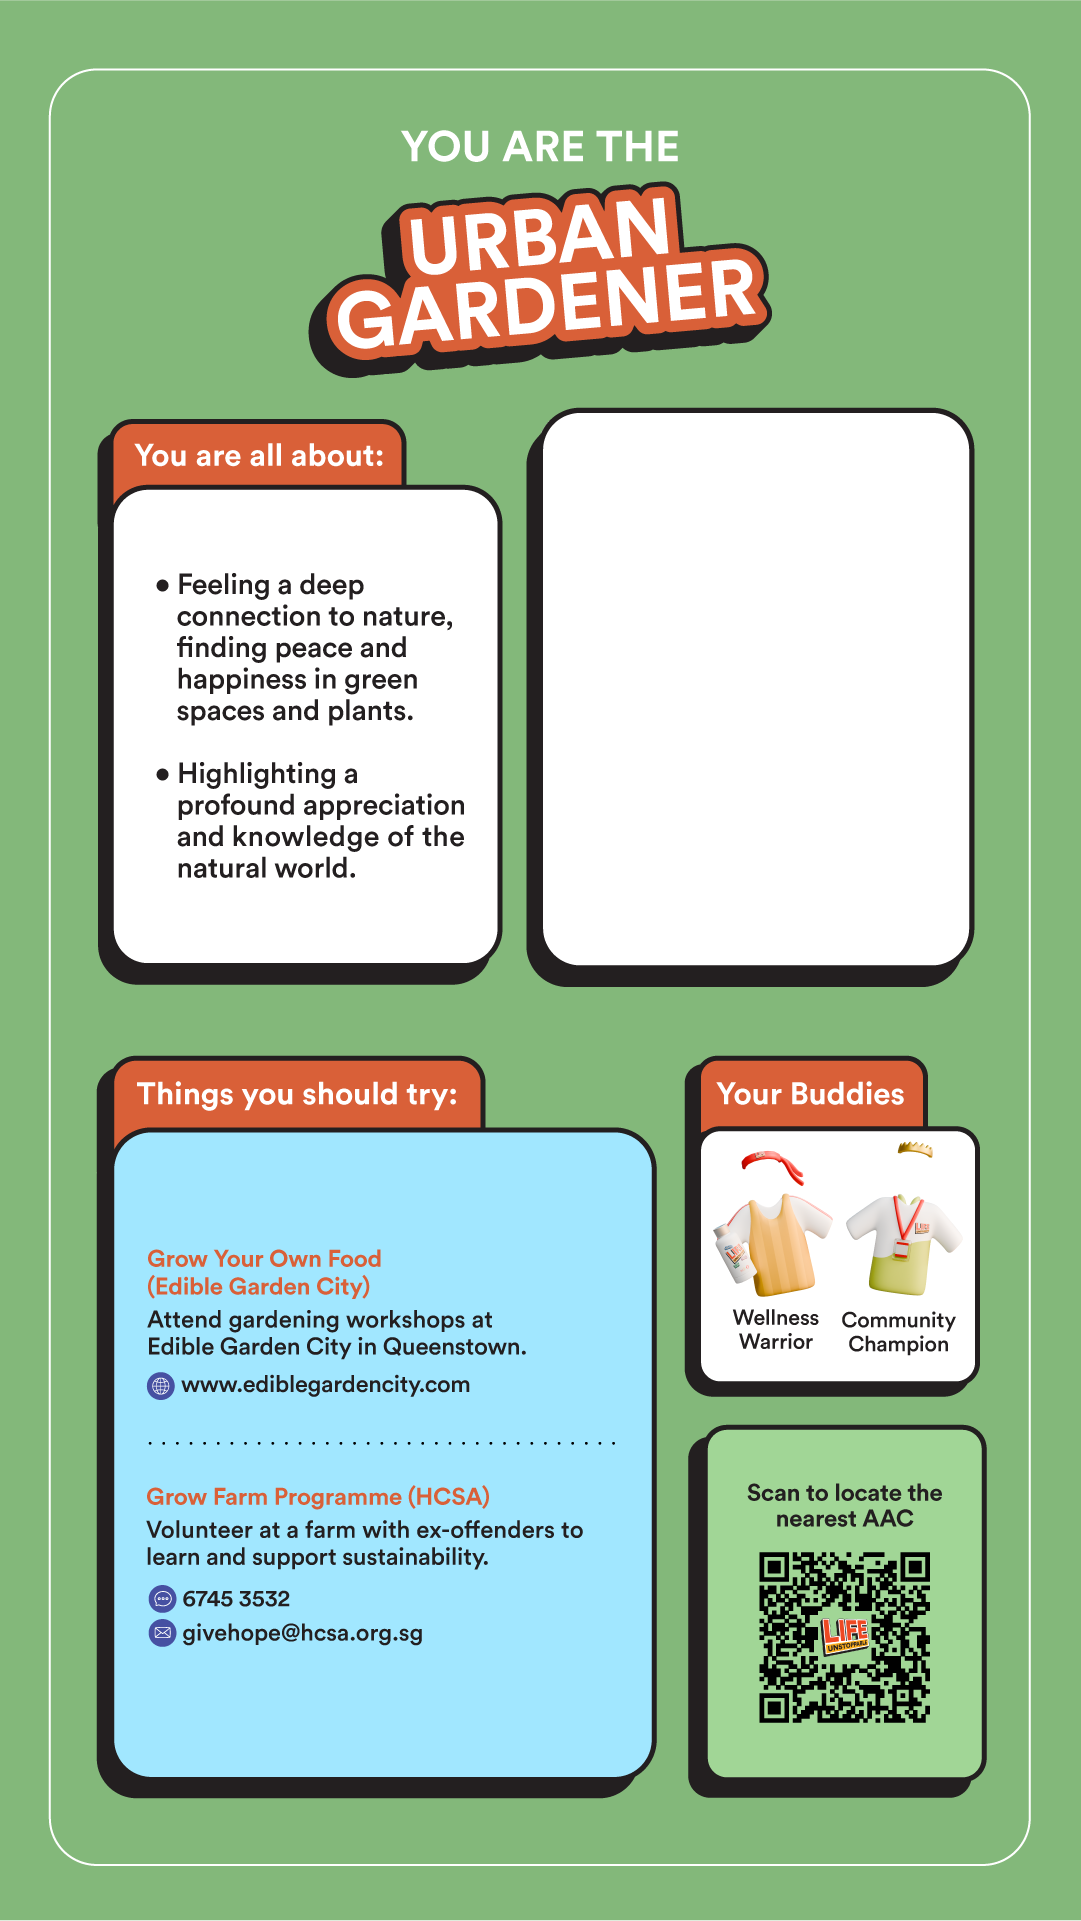 YOU ARE THE
URBAN
GARDENER
You are all about:
• Feeling a deep
connection to nature,
finding peace and
happiness in green
spaces and plants.
• Highlighting a
profound appreciation
and knowledge of the
natural world.
Things you should try:
Grow Your Own Food
(Edible Garden City)
Attend gardening workshops at
Edible Garden City in Queenstown.
www.ediblegardencity.com
Grow Farm Programme (HCSA)
Volunteer at a farm with ex-offenders to
learn and support sustainability.
6745 3532
givehope@hcsa.org.sg
Your Buddies
Wellness
Warrior
Community
Champion
Scan to locate the
nearest AAC
LIFE
UNSTOPPABLE